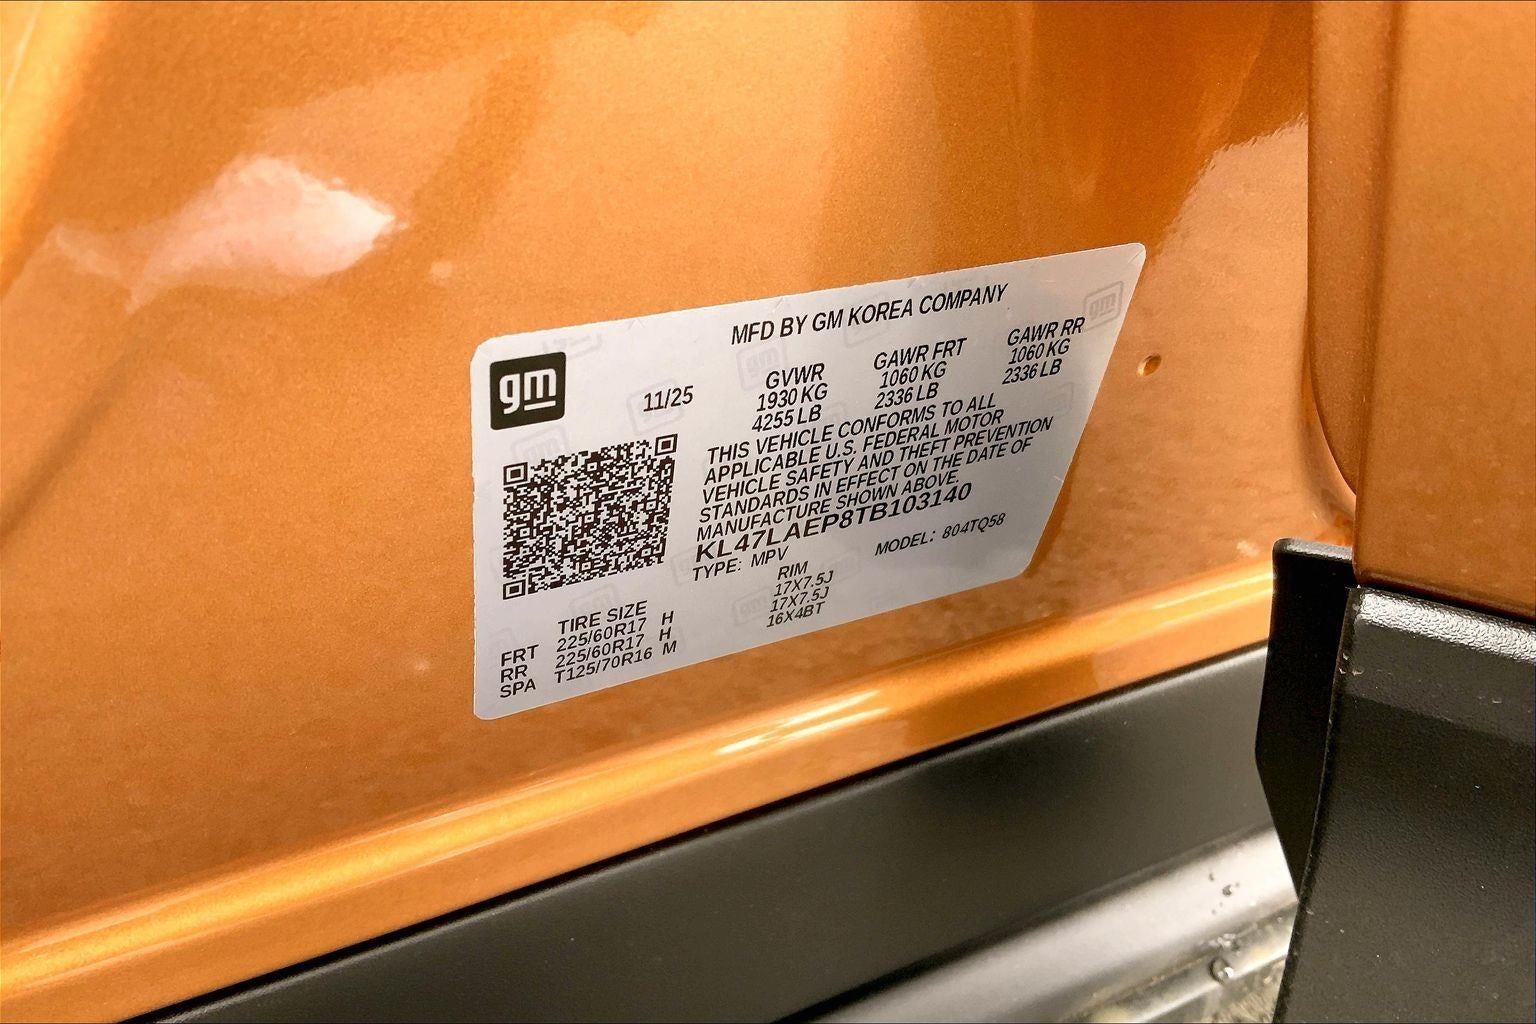 MFD BY GM KOREA COMPANY
gm
11/25
GVWR GAWR FRT GAWR RR
1930 KG 1060 KG 1060 KG
4255 LB 2336 LB 2336 LB
THIS VEHICLE CONFORMS TO ALL
APPLICABLE U.S. FEDERAL MOTOR
VEHICLE SAFETY AND THEFT PREVENTION
STANDARDS IN EFFECT ON THE DATE OF
MANUFACTURE SHOWN ABOVE.
KL47LAEP8TB103140
TYPE: MPV MODEL: 804TQ58
TIRE SIZE RIM
FRT 225/60R17 H 17X7.5J
RR 225/60R17 H 17X7.5J
SPA T125/70R16 M 16X4BT